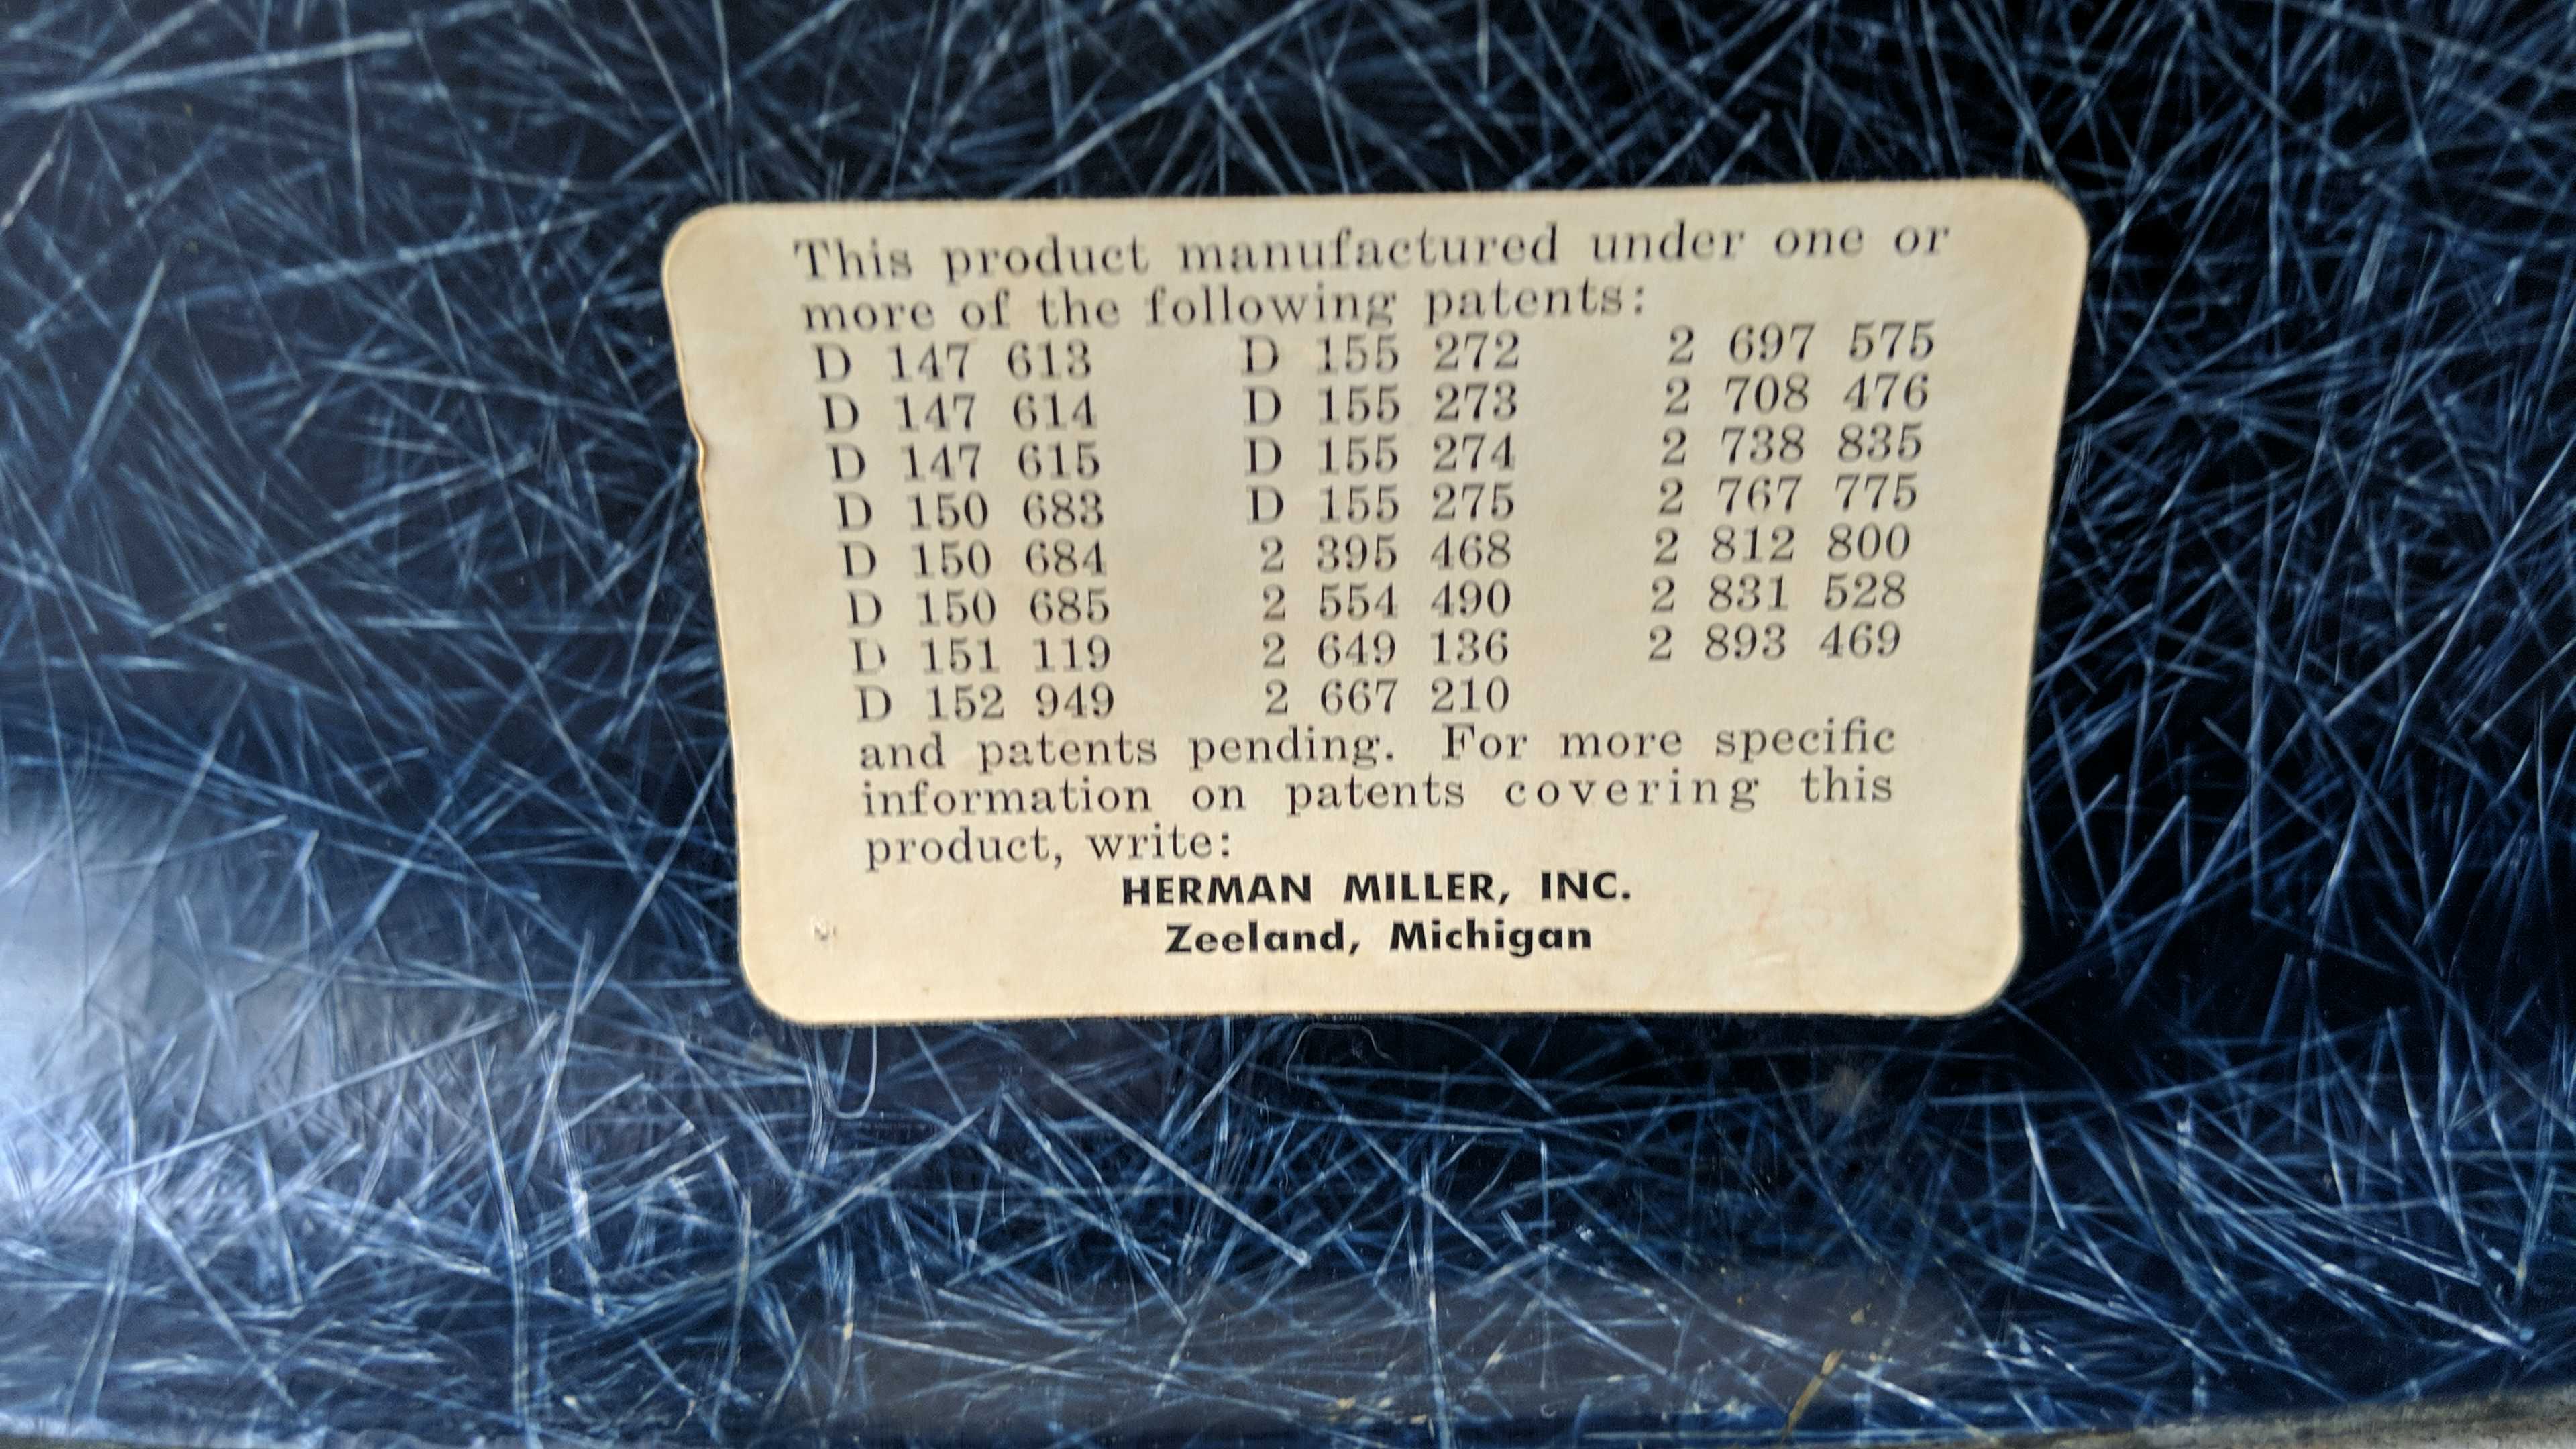 This product manufactured under one or
more of the following patents:
D 147 613 D 155 272 2 697 575
D 147 614 D 155 273 2 708 476
D 147 615 D 155 274 2 738 835
D 150 683 D 155 275 2 767 775
D 150 684 2 395 468 2 812 800
D 150 685 2 554 490 2 831 528
D 151 119 2 649 136 2 893 469
D 152 949 2 667 210
and patents pending. For more specific
information on patents covering this
product, write:
HERMAN MILLER, INC.
Zeeland, Michigan